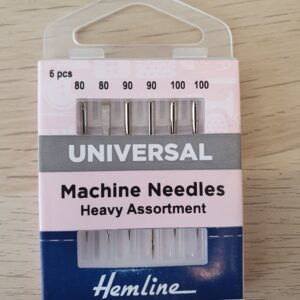 6 pcs
80 80 90 90 100 100
UNIVERSAL
Machine Needles
Heavy Assortment
Hemline